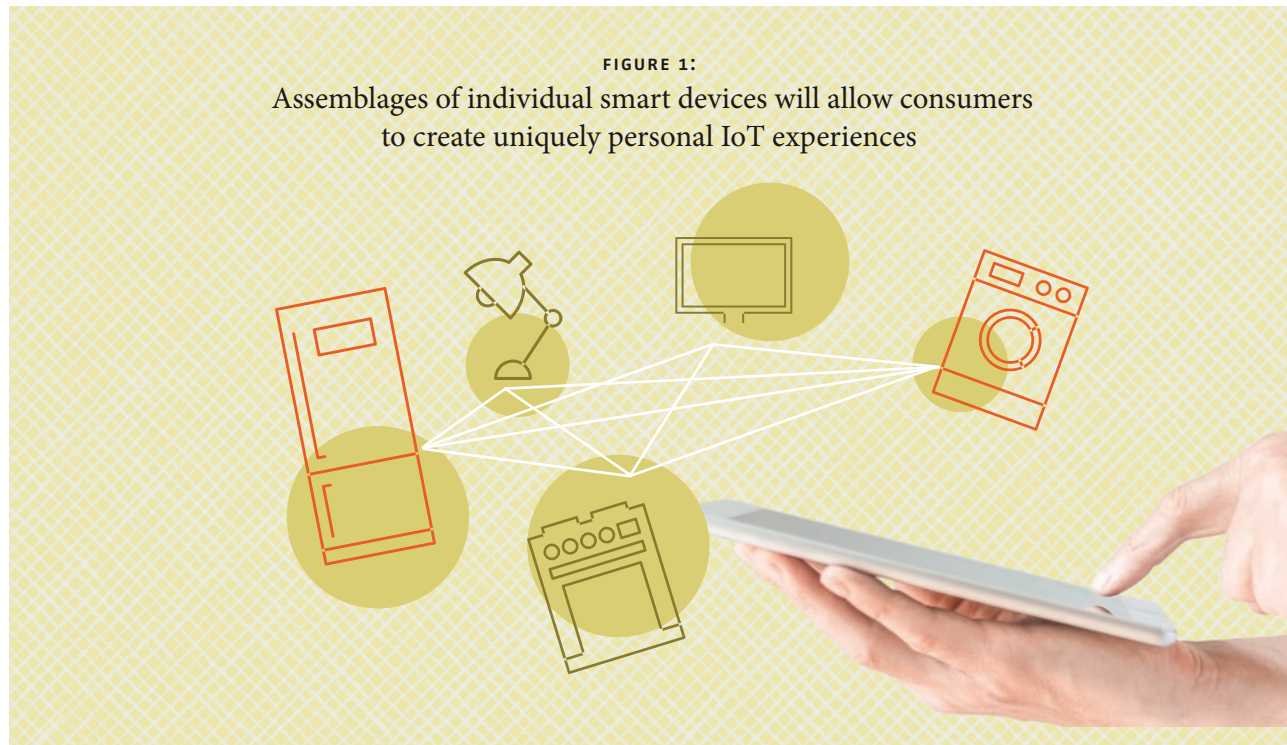 FIGURE 1:
Assemblages of individual smart devices will allow consumers
to create uniquely personal IoT experiences